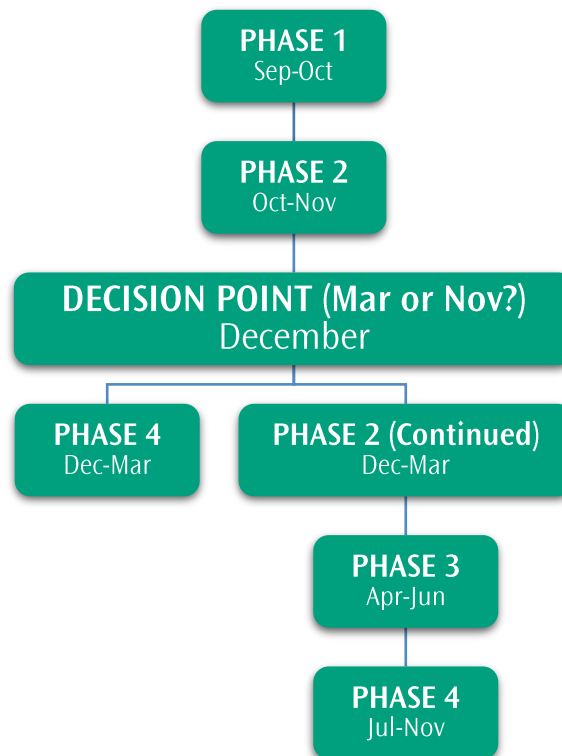 PHASE 1
Sep-Oct
PHASE 2
Oct-Nov
DECISION POINT (Mar or Nov?)
December
PHASE 4
Dec-Mar
PHASE 2 (Continued)
Dec-Mar
PHASE 3
Apr-Jun
PHASE 4
Jul-Nov